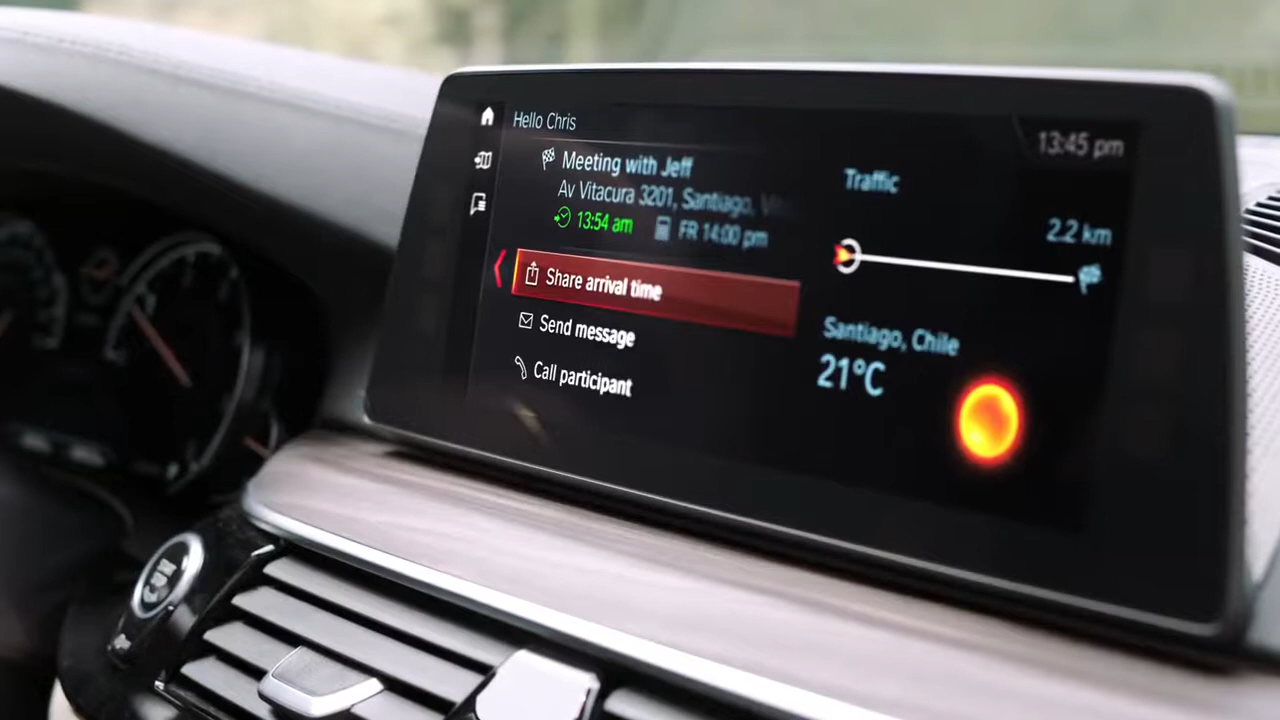 Hello Chris
13:45 pm
Meeting with Jeff
Av Vitacura 3201, Santiago,
13:54 am
FR 14:00 pm
Share arrival time
Send message
Call participant
Traffic
2.2 km
Santiago, Chile
21°C